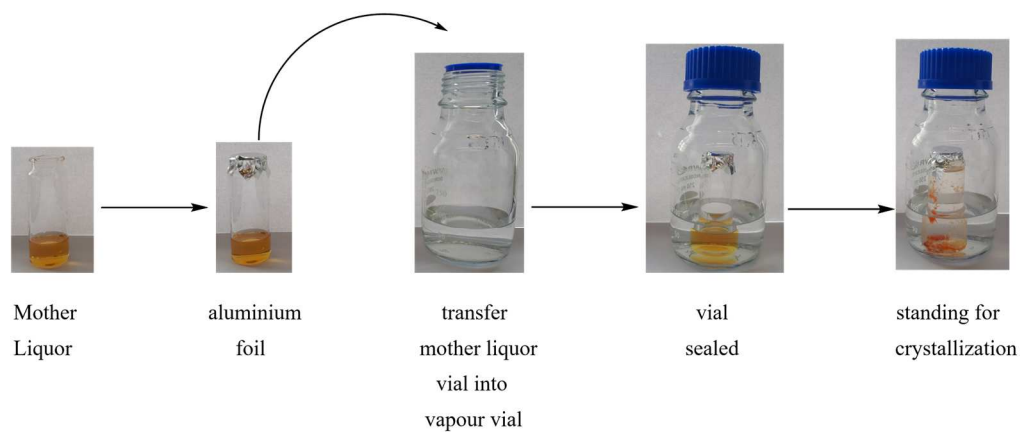 Mother
Liquor
aluminium
foil
transfer
mother liquor
vial into
vapour vial
vial
sealed
standing for
crystallization